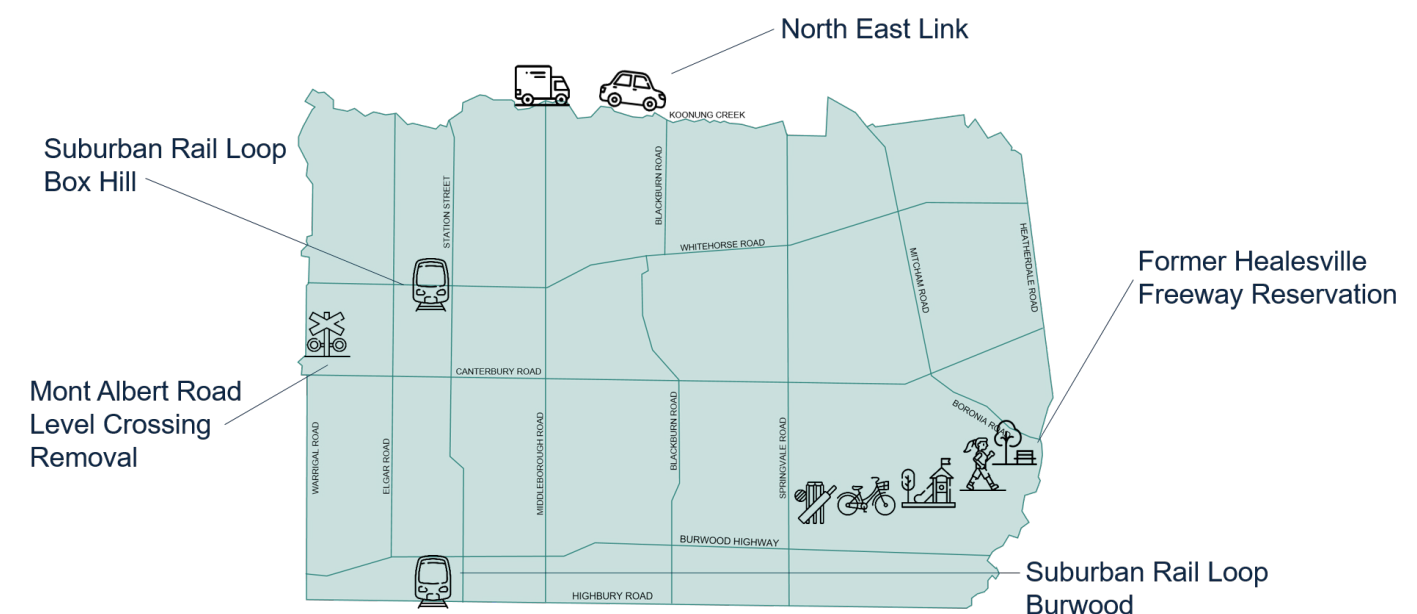 North East Link
KOONUNG CREEK
Suburban Rail Loop
Box Hill
STATION STREET
BLACKBURN ROAD
WHITEHORSE ROAD
MITCHAM ROAD
HEATHERDALE ROAD
Former Healesville
Freeway Reservation
Mont Albert Road
Level Crossing
Removal
CANTERBURY ROAD
BORONIA ROAD
WARRIGAL ROAD
ELGAR ROAD
MIDDLEBOROUGH ROAD
BLACKBURN ROAD
SPRINGVALE ROAD
BURWOOD HIGHWAY
Suburban Rail Loop
Burwood
HIGHBURY ROAD